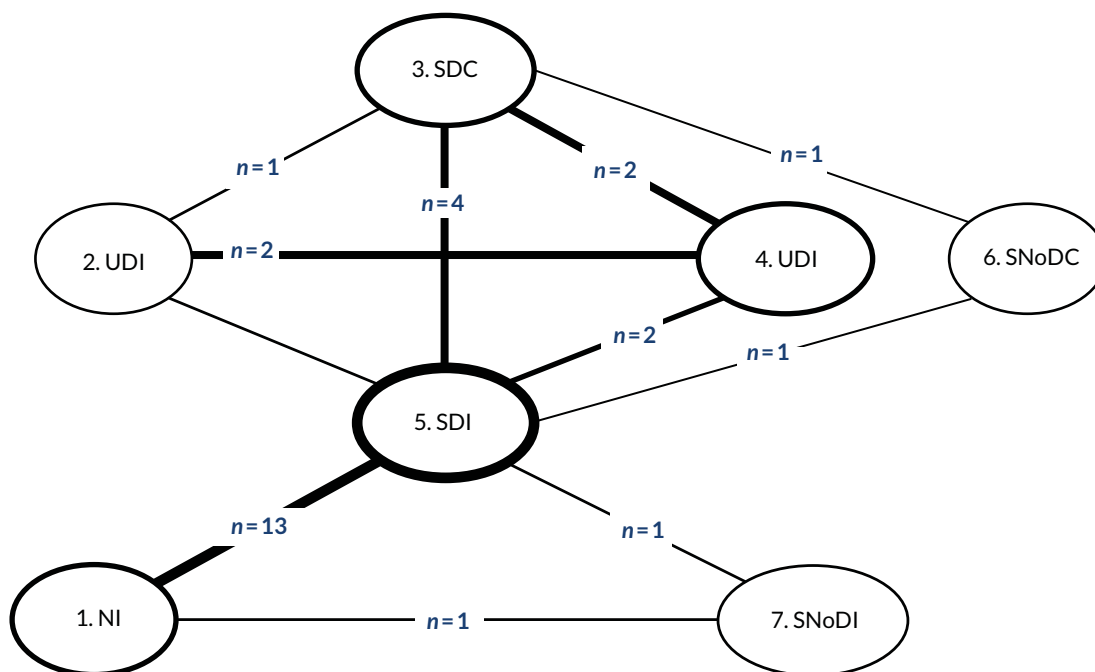 3. SDC
n=1
n=1
n=2
n=4
2. UDI
n=2
4. UDI
6. SNoDC
n=2
n=1
5. SDI
n=13
n=1
1. NI
n=1
7. SNoDI